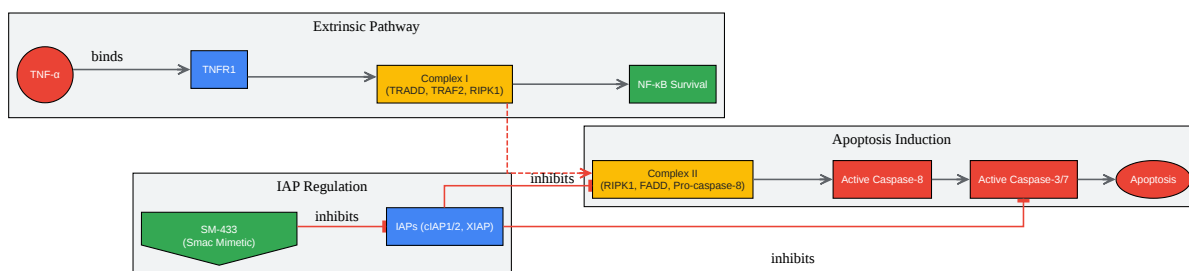 Extrinsic Pathway
TNF-α
binds
TNFR1
Complex I
(TRADD, TRAF2, RIPK1)
NF-κB Survival
Apoptosis Induction
inhibits
Complex II
(RIPK1, FADD, Pro-caspase-8)
Active Caspase-8
Active Caspase-3/7
Apoptosis
IAP Regulation
SM-433
(Smac Mimetic)
inhibits
IAPs (cIAP1/2, XIAP)
inhibits